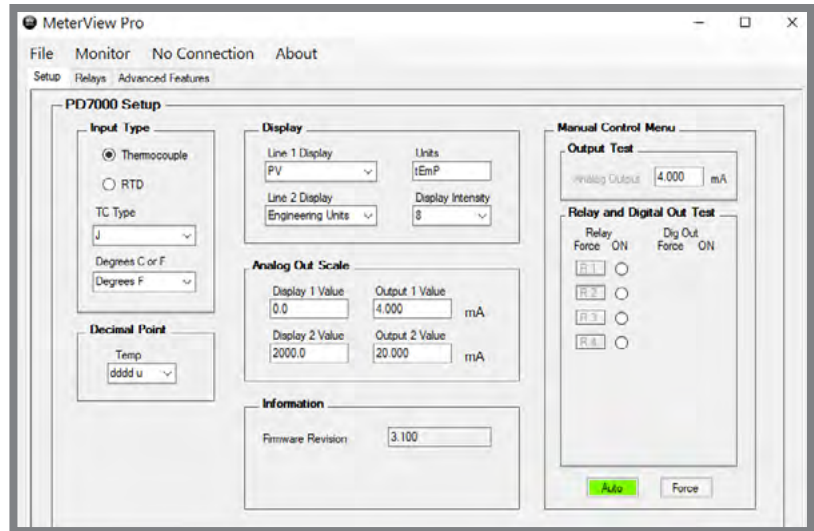 MeterView Pro
File Monitor No Connection About
Setup Relays Advanced Features
PD7000 Setup
Input Type
Thermocouple
RTD
TC Type
J
Degrees C or F
Degrees F
Decimal Point
Temp
dddd u
Display
Line 1 Display Units
PV tEmP
Line 2 Display Display Intensity
Engineering Units 8
Analog Out Scale
Display 1 Value Output 1 Value
0.0 4.000 mA
Display 2 Value Output 2 Value
2000.0 20.000 mA
Information
Firmware Revision 3.100
Manual Control Menu
Output Test
Analog Output 4.000 mA
Relay and Digital Out Test
Relay Dig Out
Force ON Force ON
R 1
R 2
R 3
R 4
Auto Force